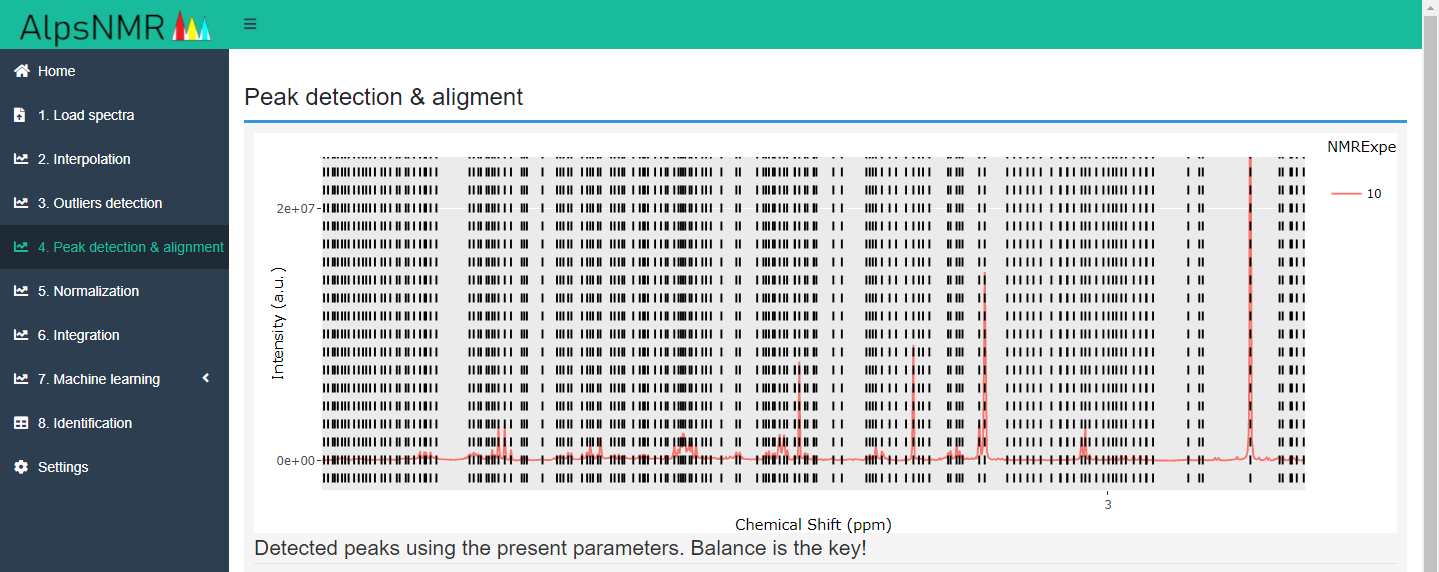 AlpsNMR
Home
1. Load spectra
2. Interpolation
3. Outliers detection
4. Peak detection & alignment
5. Normalization
6. Integration
7. Machine learning
8. Identification
Settings
Peak detection & aligment
NMRExpe
10
2e+07
0e+00
Intensity (a.u.)
3
Chemical Shift (ppm)
Detected peaks using the present parameters. Balance is the key!